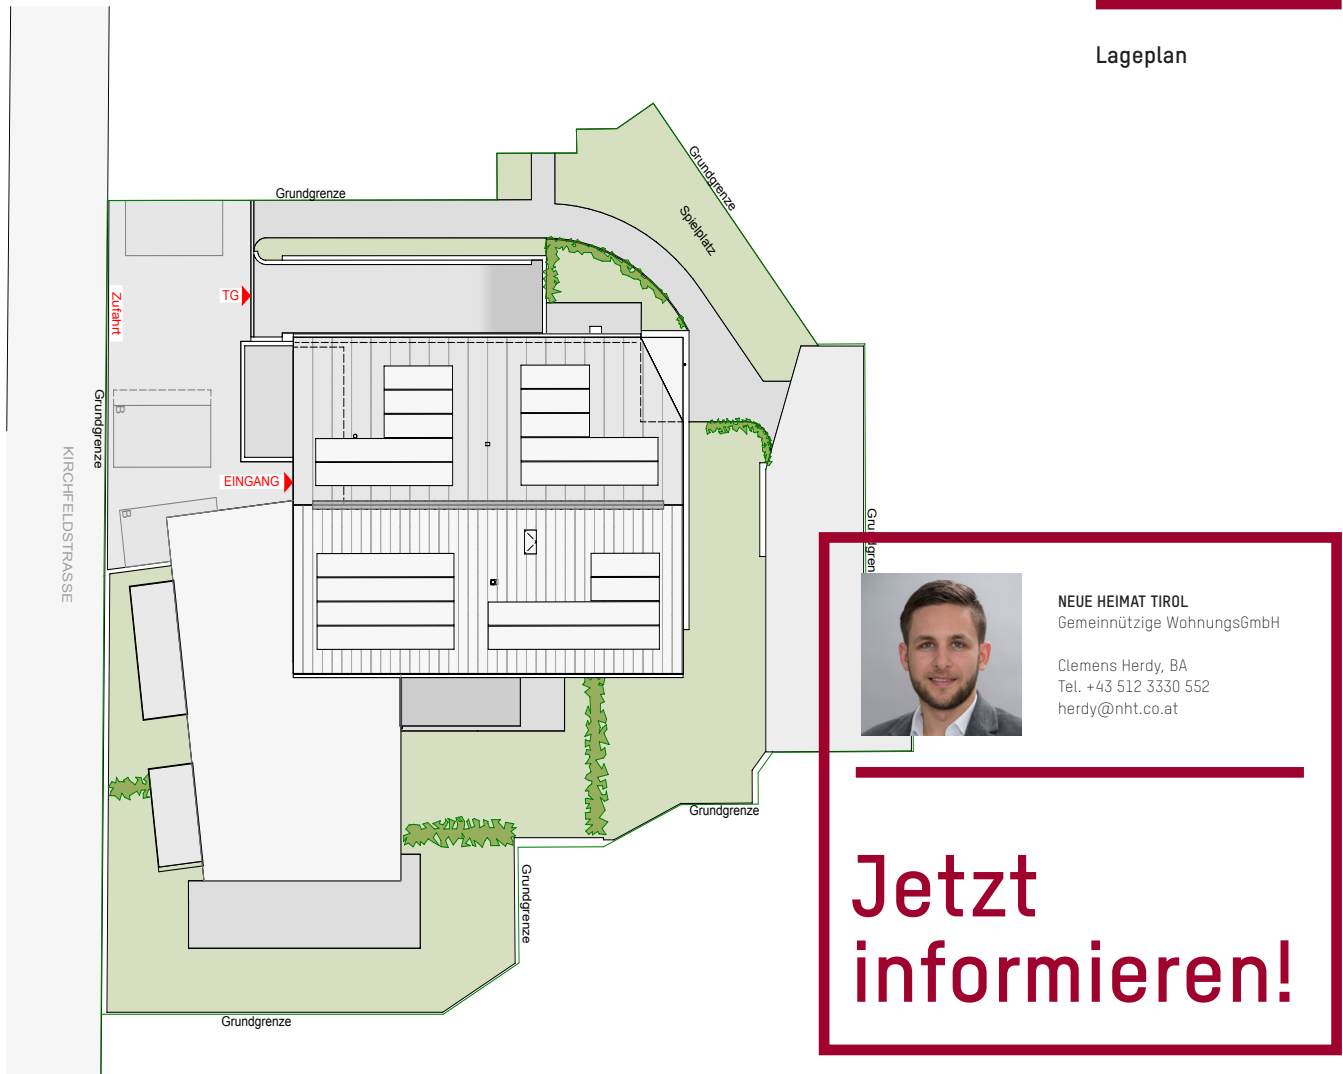 Lageplan
Grundgrenze
Grundgrenze
Spielplatz
Zufahrt
TG
Grundgrenze
B
EINGANG
KIRCHFELDSTRASSE
B
Grundgren
NEUE HEIMAT TIROL
Gemeinnützige WohnungsGmbH
Clemens Herdy, BA
Tel. +43 512 3330 552
herdy@nht.co.at
Grundgrenze
Grundgrenze
Grundgrenze
Jetzt
informieren!